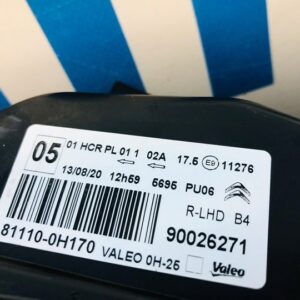 05 01 HCR PL 01 1 02A 17.5 E9 11276
13/08/20 12h59 5695 PU06
R-LHD B4
81110-0H170 VALEO 0H-25 90026271
Valeo